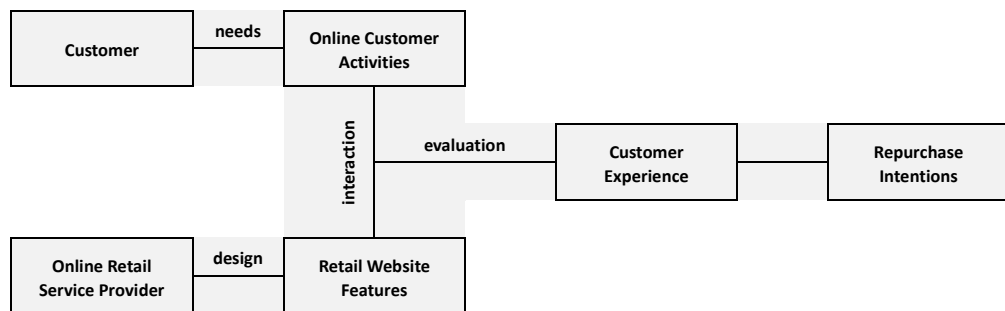 Customer
needs
Online Customer
Activities
interaction
evaluation
Customer
Experience
Repurchase
Intentions
Online Retail
Service Provider
design
Retail Website
Features